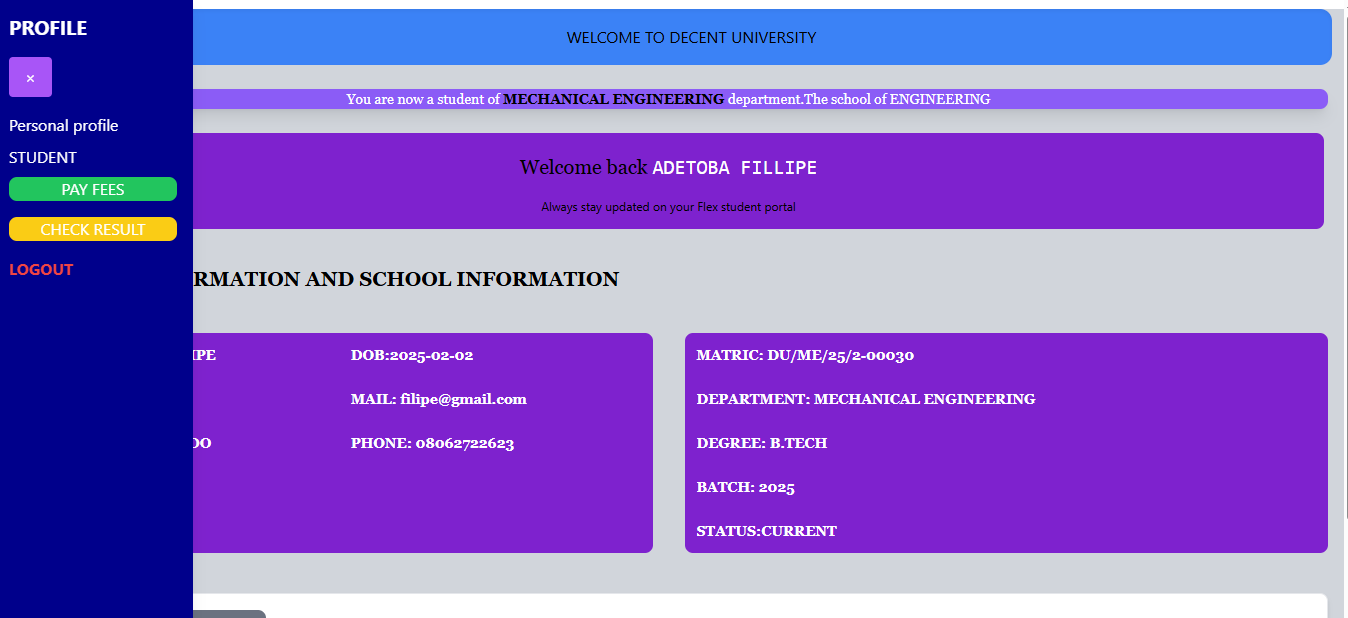 PROFILE
×
Personal profile
STUDENT
PAY FEES
CHECK RESULT
LOGOUT
WELCOME TO DECENT UNIVERSITY
You are now a student of MECHANICAL ENGINEERING department.The school of ENGINEERING
Welcome back ADETOBA FILLIPE
Always stay updated on your Flex student portal
RMATION AND SCHOOL INFORMATION
IPE
DOB:2025-02-02
MAIL: filipe@gmail.com
OO
PHONE: 08062722623
MATRIC: DU/ME/25/2-00030
DEPARTMENT: MECHANICAL ENGINEERING
DEGREE: B.TECH
BATCH: 2025
STATUS:CURRENT